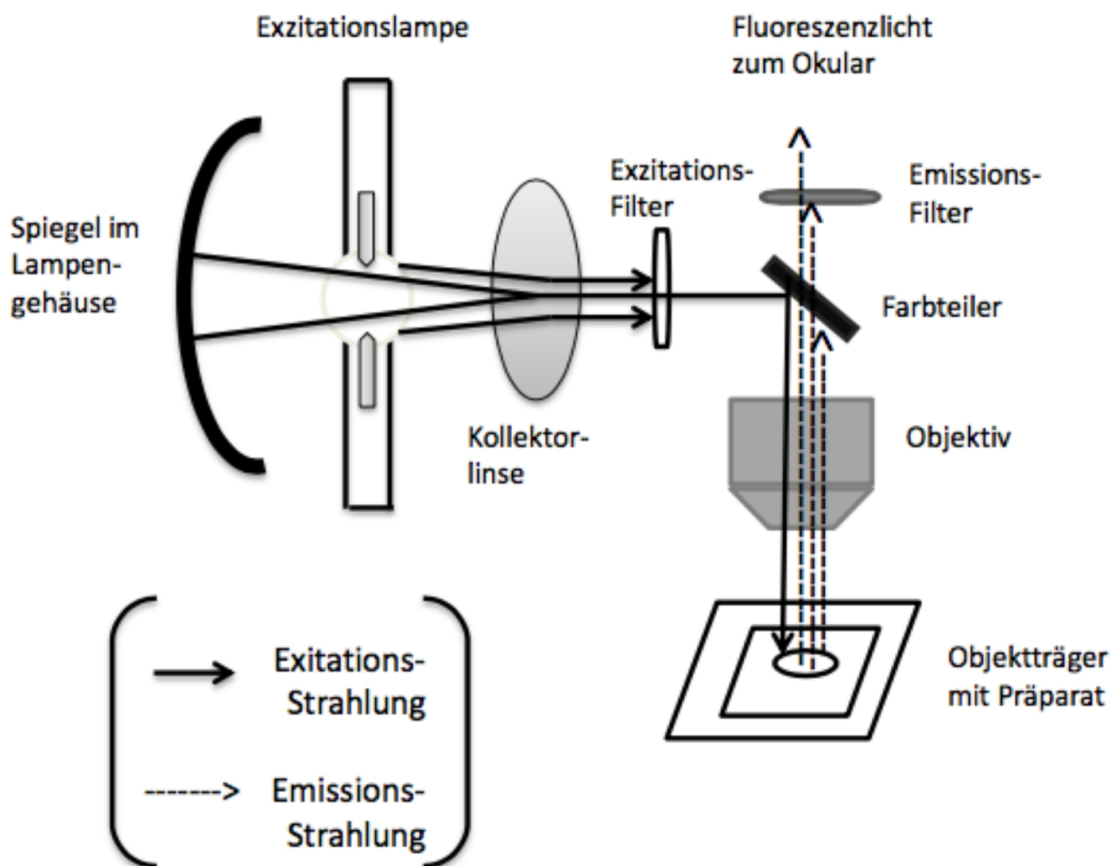 Exzitationslampe
Fluoreszenzlicht
zum Okular
Exzitations-
Filter
Emissions-
Filter
Spiegel im
Lampen-
gehäuse
Farbteiler
Kollektor-
linse
Objektiv
Objektträger
mit Präparat
Exitations-
Strahlung
Emissions-
Strahlung